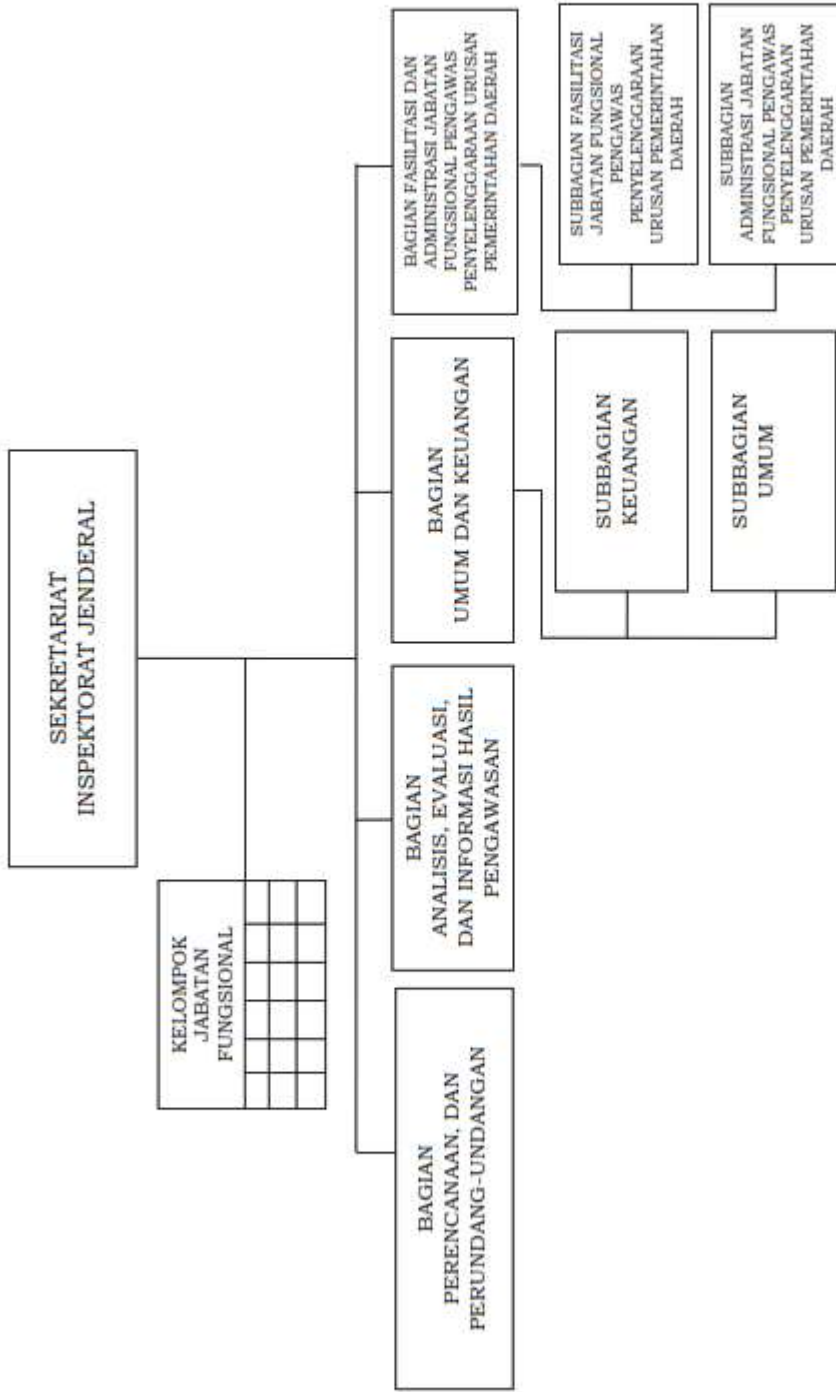 SEKRETARIAT
INSPEKTORAT JENDERAL
KELOMPOK
JABATAN
FUNGSIONAL
BAGIAN
PERENCANAAN, DAN
PERUNDANG-UNDANGAN
BAGIAN
ANALISIS, EVALUASI,
DAN INFORMASI HASIL
PENGAWASAN
BAGIAN
UMUM DAN KEUANGAN
BAGIAN FASILITASI DAN
ADMINISTRASI JABATAN
FUNGSIONAL PENGAWAS
PENYELENGGARAAN URUSAN
PEMERINTAHAN DAERAH
SUBBAGIAN
KEUANGAN
SUBBAGIAN
UMUM
SUBBAGIAN FASILITASI
JABATAN FUNGSIONAL
PENGAWAS
PENYELENGGARAAN
URUSAN PEMERINTAHAN
DAERAH
SUBBAGIAN
ADMINISTRASI JABATAN
FUNGSIONAL PENGAWAS
PENYELENGGARAAN
URUSAN PEMERINTAHAN
DAERAH